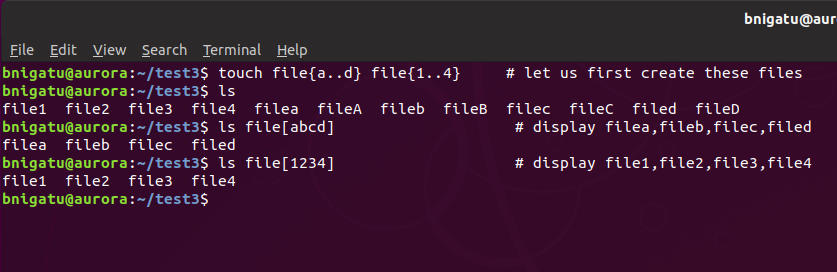 bnigatu@aur
File Edit View Search Terminal Help
bnigatu@aurora:~/test3$ touch file{a..d} file{1..4}     # let us first create these files
bnigatu@aurora:~/test3$ ls
file1  file2  file3  file4  filea  fileA  fileb  fileB  filec  fileC  filed  fileD
bnigatu@aurora:~/test3$ ls file[abcd]                    # display filea,fileb,filec,filed
filea  fileb  filec  filed
bnigatu@aurora:~/test3$ ls file[1234]                    # display file1,file2,file3,file4
file1  file2  file3  file4
bnigatu@aurora:~/test3$